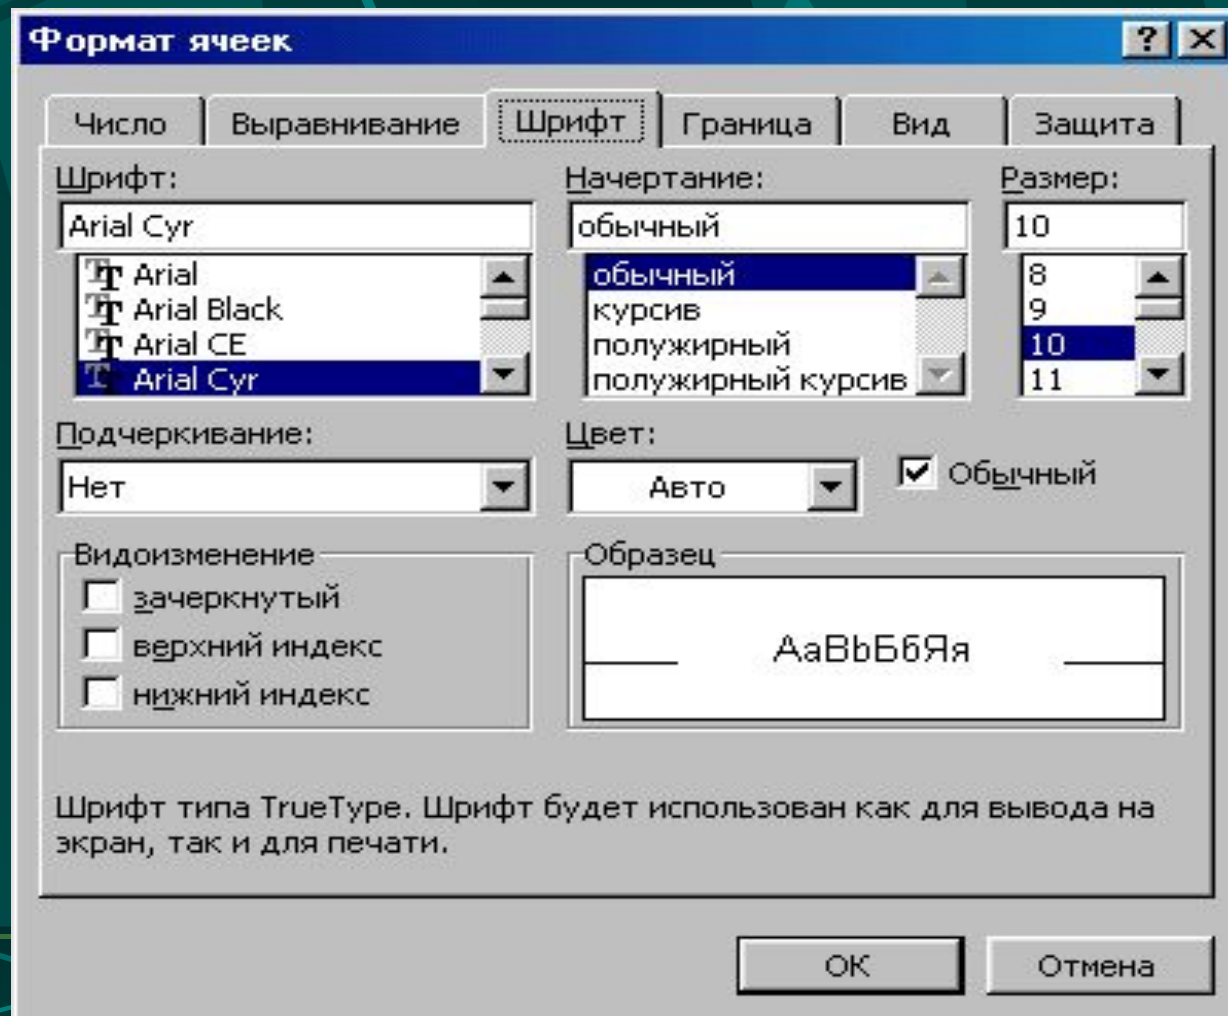 Формат ячеек
Число Выравнивание Шрифт Граница Вид Защита
Шрифт: Начертание: Размер:
Arial Cyr обычный 10
Arial обычный 8
Arial Black курсив 9
Arial CE полужирный 10
Arial Cyr полужирный курсив 11
Подчеркивание: Цвет:
Нет Авто Обычный
Видоизменение Образец
зачеркнутый
верхний индекс АаВbБбЯя
нижний индекс
Шрифт типа TrueType. Шрифт будет использован как для вывода на
экран, так и для печати.
ОК Отмена